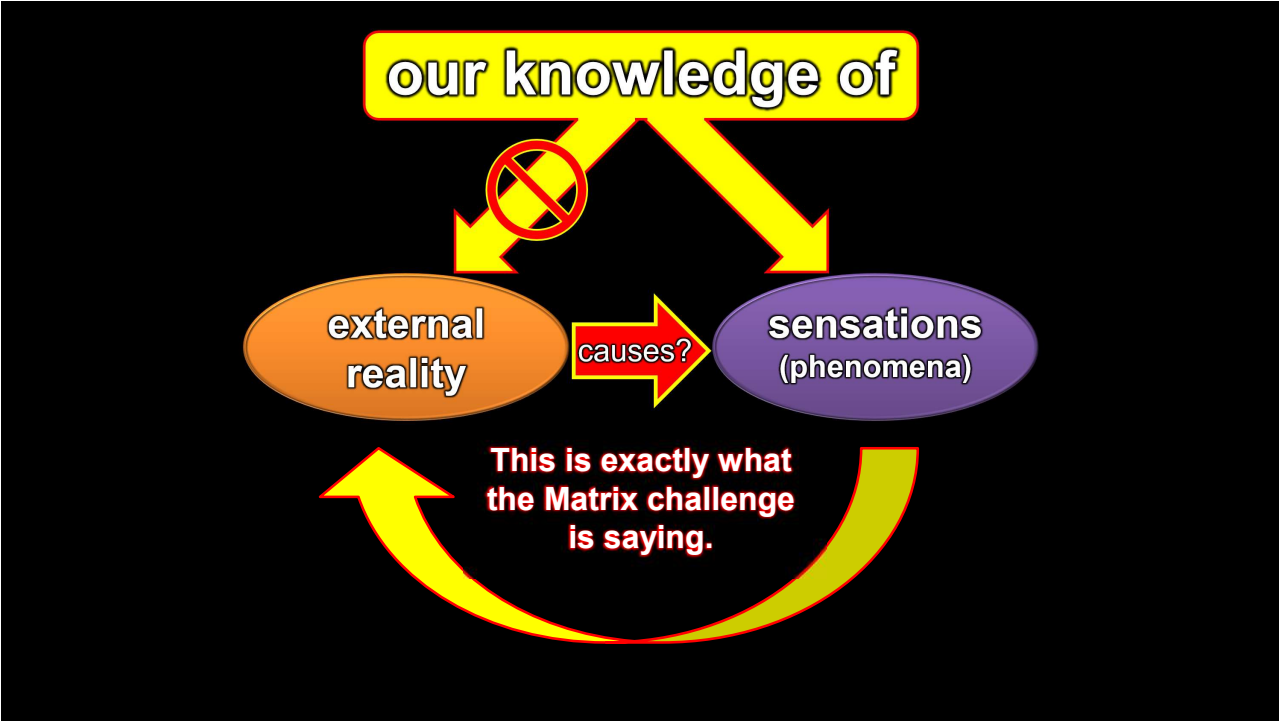 our knowledge of
external
reality
causes?
sensations
(phenomena)
This is exactly what
the Matrix challenge
is saying.